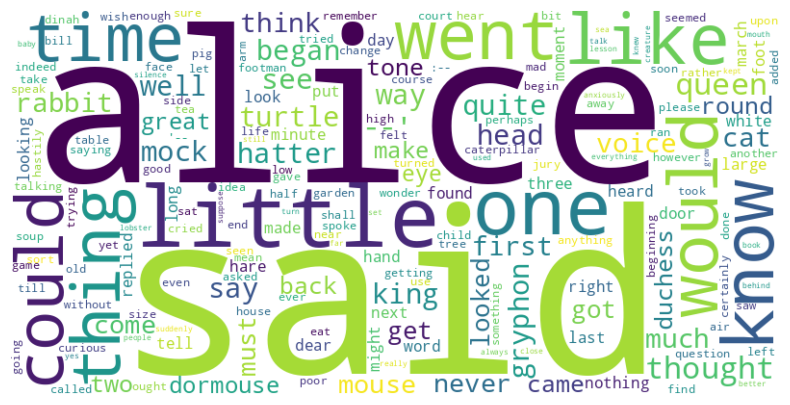 alice
said
little
one
time
went
like
could
thing
would
know
dinah
wish
enough
sure
remember
court
hear
bit
seemed
upon
baby
bill
began
think
day
change
talk
lesson
knew
creature
sea
mouth
indeed
face
pig
arm
footman
tried
moment
march
added
take
let
well
see
tone
mad
begin
soon
rather
kept
speak
silence
side
look
put
course
way
anxiously
away
foot
queen
please
rabbit
tea
great
turtle
life
minute
felt
high
perhaps
quite
voice
ran
round
looking
hastily
table
saying
mock
hatter
make
head
caterpillar
jury
however
white
cat
talking
good
low
still
eye
turned
used
everything
another
large
three
grow
trying
long
idea
half
garden
wonder
found
heard
took
soup
lobster
sat
gave
turn
suppose
set
door
done
book
sort
yet
cried
made
end
shall
spoke
child
tree
first
anything
beginning
behind
game
replied
seen
mean
near
far
hand
looked
gryphon
duchess
certainly
till
old
hare
asked
getting
use
something
right
air
saw
without
come
say
even
back
king
next
got
much
size
house
ever
might
get
always
last
question
left
going
curious
suddenly
must
tell
eat
dear
word
close
thought
yes
people
poor
really
nothing
called
two
ought
dormouse
mouse
never
came
find
better